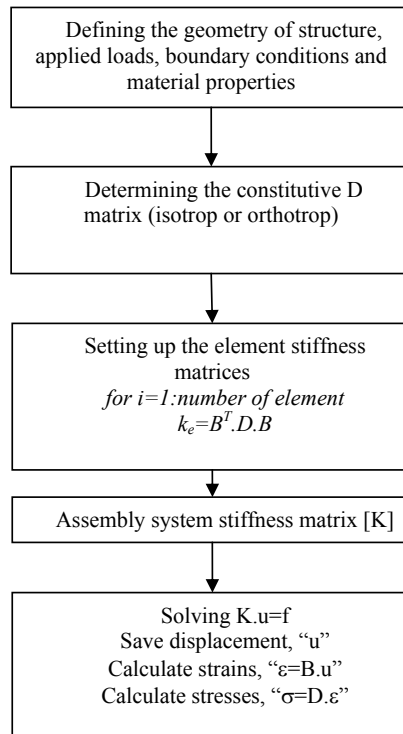 Defining the geometry of structure,
applied loads, boundary conditions and
material properties
Determining the constitutive D
matrix (isotrop or orthotrop)
Setting up the element stiffness
matrices
for i=1:number of element
kₑ=Bᵀ.D.B
Assembly system stiffness matrix [K]
Solving K.u=f
Save displacement, “u”
Calculate strains, “ε=B.u”
Calculate stresses, “σ=D.ε”